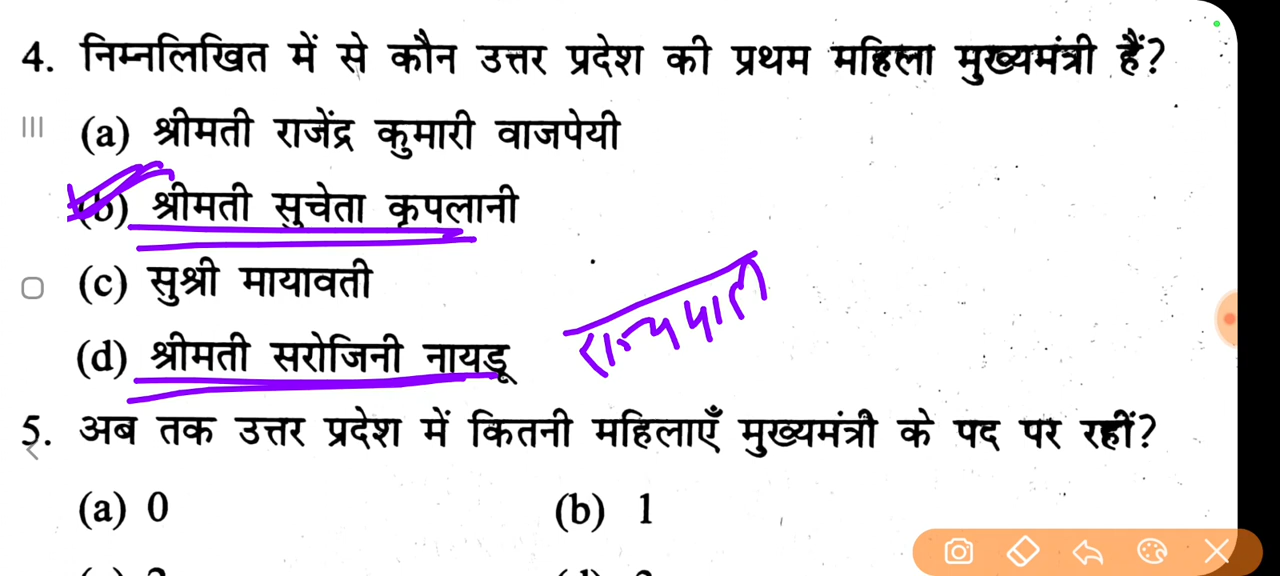 4. निम्नलिखित में से कौन उत्तर प्रदेश की प्रथम महिला मुख्यमंत्री हैं?
(a) श्रीमती राजेंद्र कुमारी वाजपेयी
(b) श्रीमती सुचेता कृपलानी
(c) सुश्री मायावती
(d) श्रीमती सरोजिनी नायडू
राज्यपाल
5. अब तक उत्तर प्रदेश में कितनी महिलाएँ मुख्यमंत्री के पद पर रहीं?
(a) 0 (b) 1